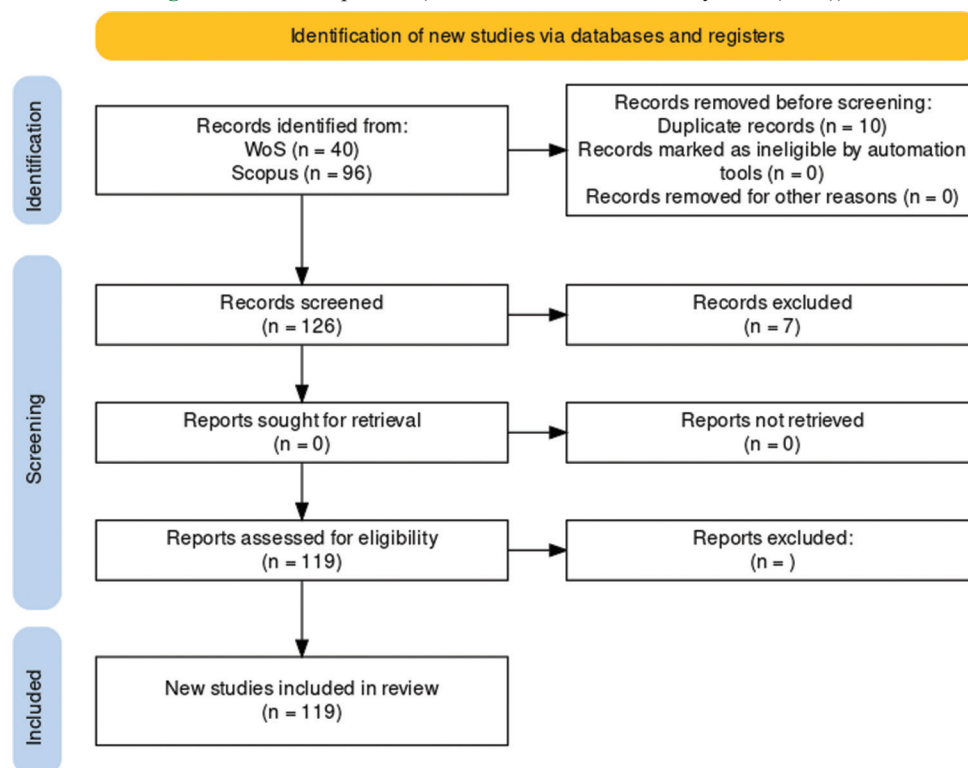 Identification of new studies via databases and registers
Identification
Records identified from:
WoS (n = 40)
Scopus (n = 96)
Records removed before screening:
Duplicate records (n = 10)
Records marked as ineligible by automation
tools (n = 0)
Records removed for other reasons (n = 0)
Screening
Records screened
(n = 126)
Records excluded
(n = 7)
Reports sought for retrieval
(n = 0)
Reports not retrieved
(n = 0)
Reports assessed for eligibility
(n = 119)
Reports excluded:
(n = )
Included
New studies included in review
(n = 119)